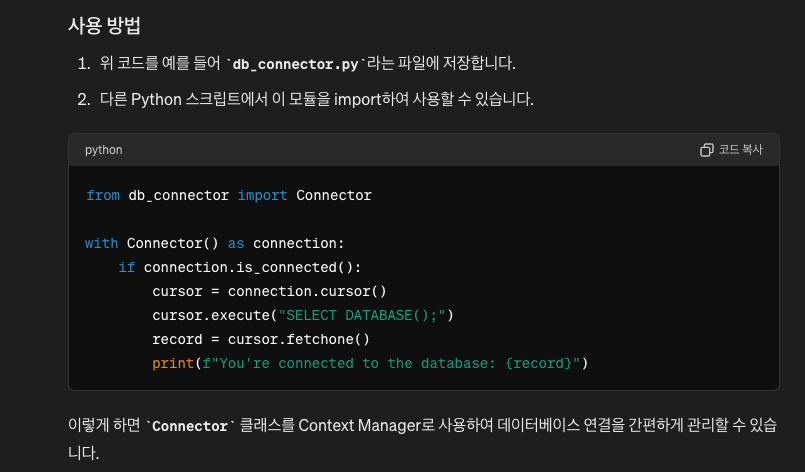 사용 방법
1. 위 코드를 예를 들어 `db_connector.py`라는 파일에 저장합니다.
2. 다른 Python 스크립트에서 이 모듈을 import하여 사용할 수 있습니다.
python
코드 복사
from db_connector import Connector
with Connector() as connection:
    if connection.is_connected():
        cursor = connection.cursor()
        cursor.execute("SELECT DATABASE();")
        record = cursor.fetchone()
        print(f"You're connected to the database: {record}")
이렇게 하면 `Connector` 클래스를 Context Manager로 사용하여 데이터베이스 연결을 간편하게 관리할 수 있습
니다.